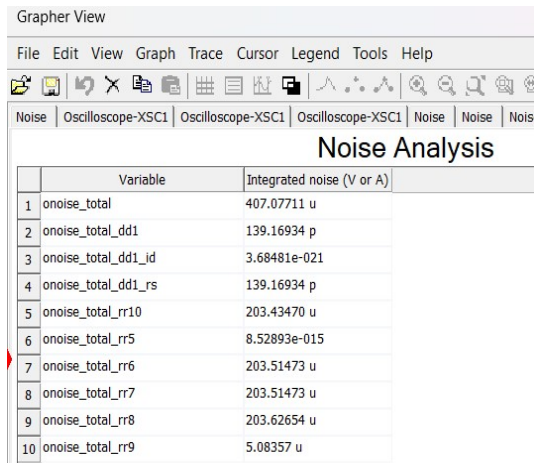 Grapher View
File Edit View Graph Trace Cursor Legend Tools Help
Noise Oscilloscope-XSC1 Oscilloscope-XSC1 Oscilloscope-XSC1 Noise Noise Nois
Noise Analysis
Variable Integrated noise (V or A)
1 onoise_total 407.07711 u
2 onoise_total_dd1 139.16934 p
3 onoise_total_dd1_id 3.68481e-021
4 onoise_total_dd1_rs 139.16934 p
5 onoise_total_rr10 203.43470 u
6 onoise_total_rr5 8.52893e-015
7 onoise_total_rr6 203.51473 u
8 onoise_total_rr7 203.51473 u
9 onoise_total_rr8 203.62654 u
10 onoise_total_rr9 5.08357 u